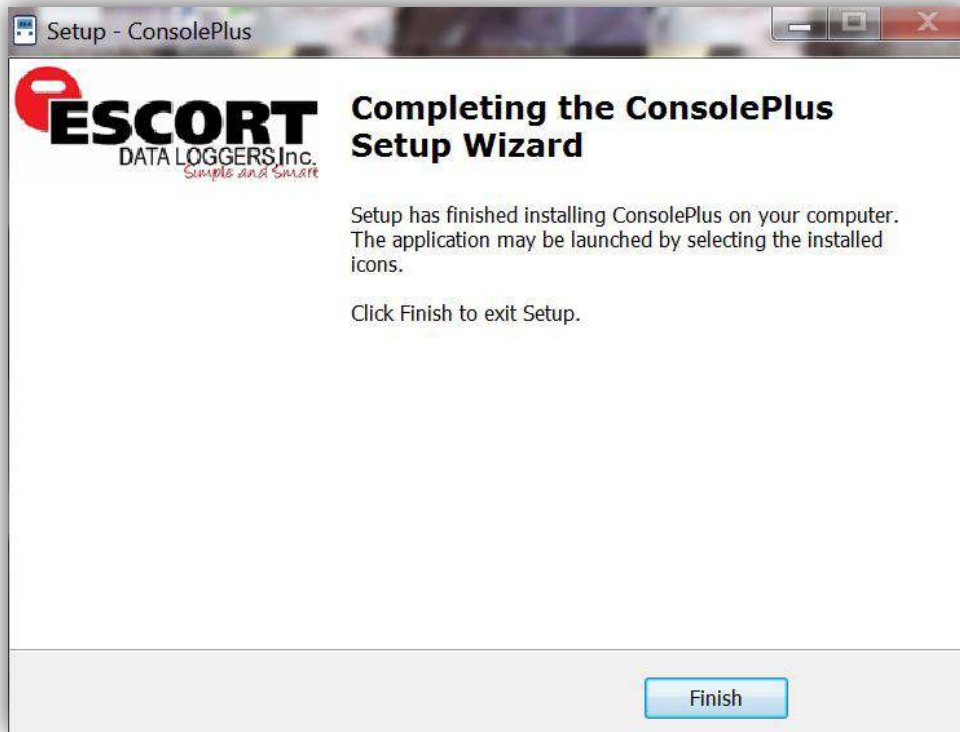 Setup - ConsolePlus
ESCORT
DATA LOGGERS,Inc.
Simple and Smart
Completing the ConsolePlus
Setup Wizard
Setup has finished installing ConsolePlus on your computer.
The application may be launched by selecting the installed
icons.
Click Finish to exit Setup.
Finish